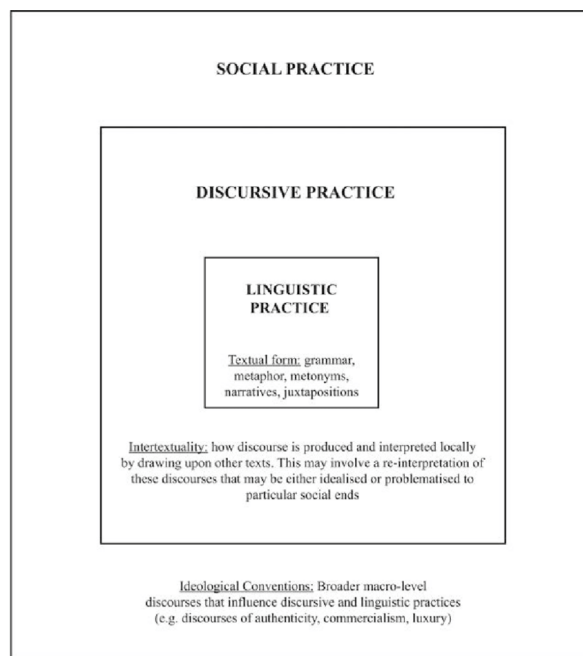 SOCIAL PRACTICE
DISCURSIVE PRACTICE
LINGUISTIC
PRACTICE
Textual form: grammar,
metaphor, metonyms,
narratives, juxtapositions
Intertextuality: how discourse is produced and interpreted locally
by drawing upon other texts. This may involve a re-interpretation of
these discourses that may be either idealised or problematised to
particular social ends
Ideological Conventions: Broader macro-level
discourses that influence discursive and linguistic practices
(e.g. discourses of authenticity, commercialism, luxury)